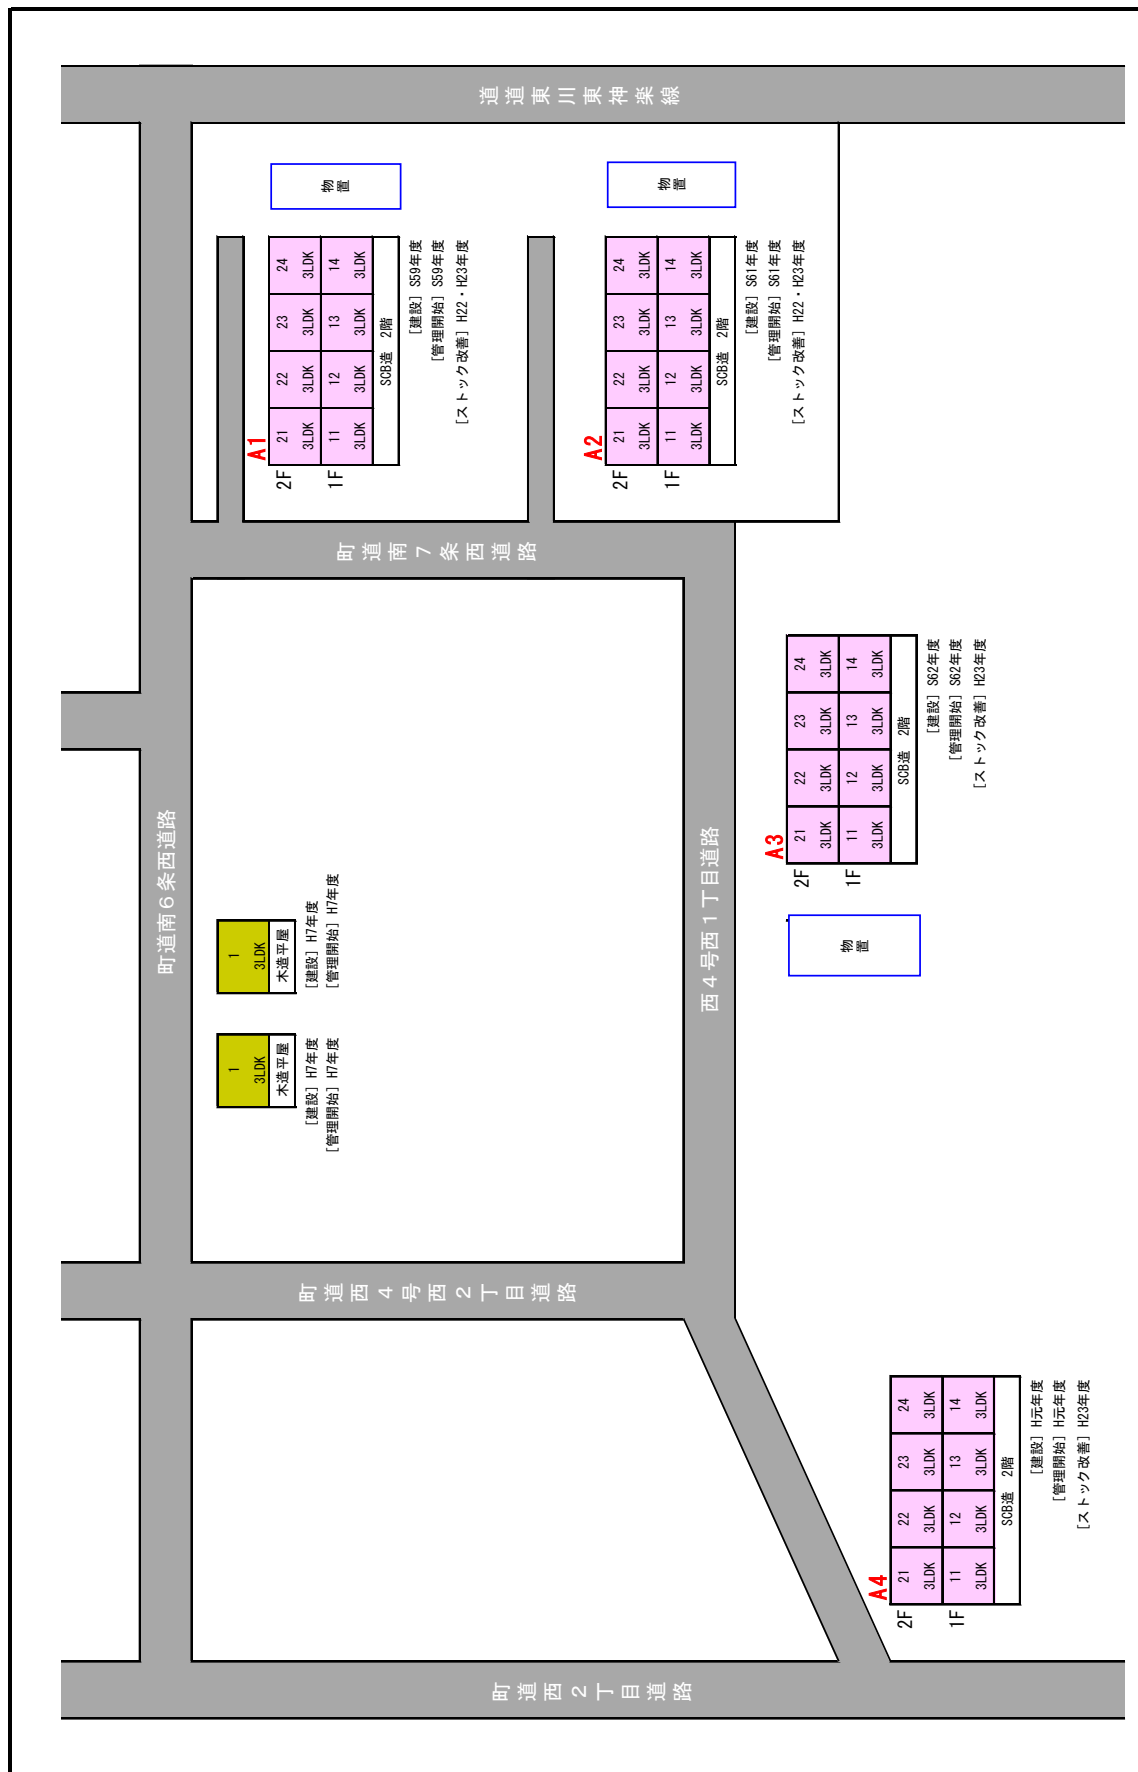 道道東川東神楽線
物置
物置
A1
2F
21 22 23 24
3LDK 3LDK 3LDK 3LDK
1F
11 12 13 14
3LDK 3LDK 3LDK 3LDK
SCB造 2階
[建設] S59年度
[管理開始] S59年度
[ストック改善] H22・H23年度
A2
2F
21 22 23 24
3LDK 3LDK 3LDK 3LDK
1F
11 12 13 14
3LDK 3LDK 3LDK 3LDK
SCB造 2階
[建設] S61年度
[管理開始] S61年度
[ストック改善] H22・H23年度
町道南7条西道路
町道南6条西道路
1
3LDK
木造平屋
[建設] H7年度
[管理開始] H7年度
1
3LDK
木造平屋
[建設] H7年度
[管理開始] H7年度
西4号西1丁目道路
A3
2F
21 22 23 24
3LDK 3LDK 3LDK 3LDK
1F
11 12 13 14
3LDK 3LDK 3LDK 3LDK
SCB造 2階
[建設] S62年度
[管理開始] S62年度
[ストック改善] H23年度
物置
町道西4号西2丁目道路
A4
2F
21 22 23 24
3LDK 3LDK 3LDK 3LDK
1F
11 12 13 14
3LDK 3LDK 3LDK 3LDK
SCB造 2階
[建設] H元年度
[管理開始] H元年度
[ストック改善] H23年度
町道西2丁目道路